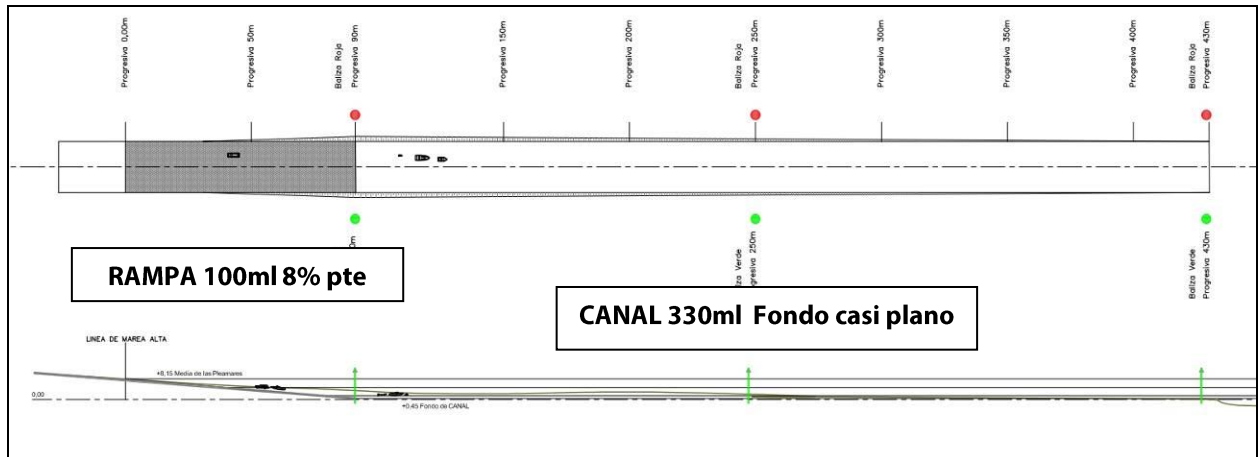 Progresiva 0,00m
Progresiva 50m
Baliza Roja
Progresiva 90m
Progresiva 150m
Progresiva 200m
Baliza Roja
Progresiva 250m
Progresiva 300m
Progresiva 350m
Progresiva 400m
Baliza Roja
Progresiva 430m
0m
liza Verde
gresiva 250m
Baliza Verde
Progresiva 430m
RAMPA 100ml 8% pte
CANAL 330ml Fondo casi plano
LINEA DE MAREA ALTA
+8,15 Media de las Pleamares
0,00
+0.45 Fondo de CANAL